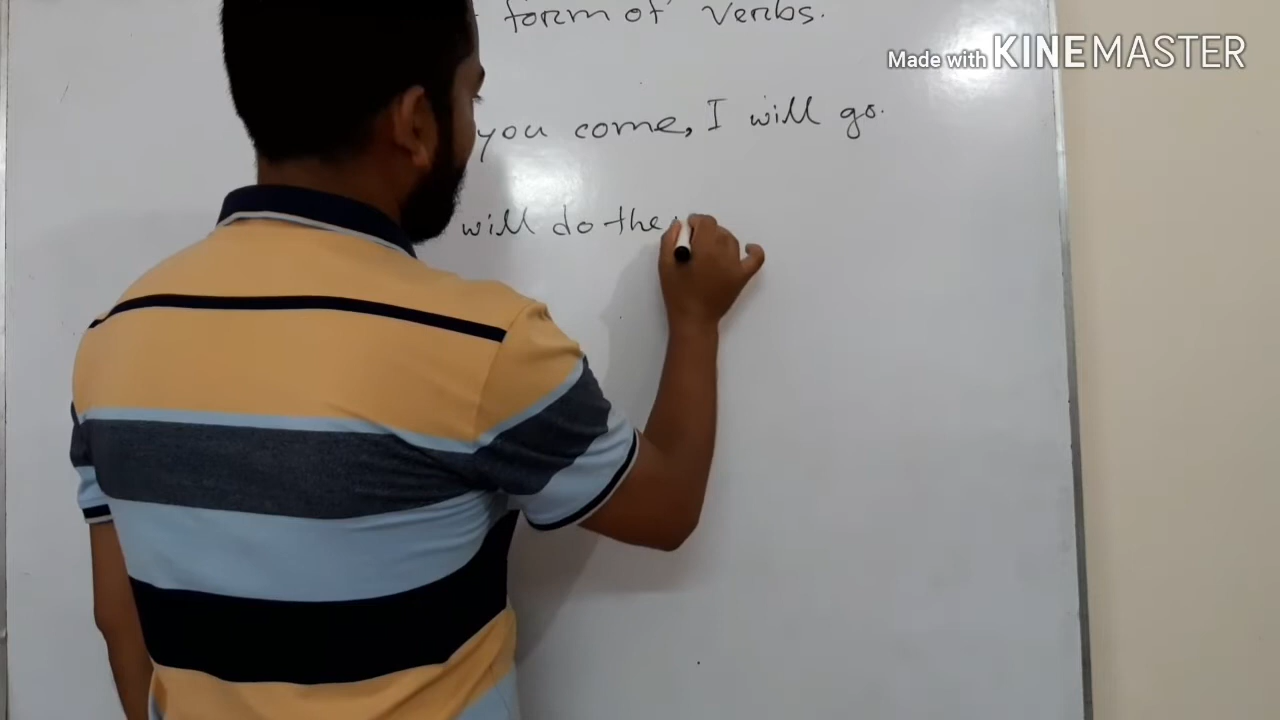 form of verbs.
Made with KINEMASTER
you come, I will go.
will do the